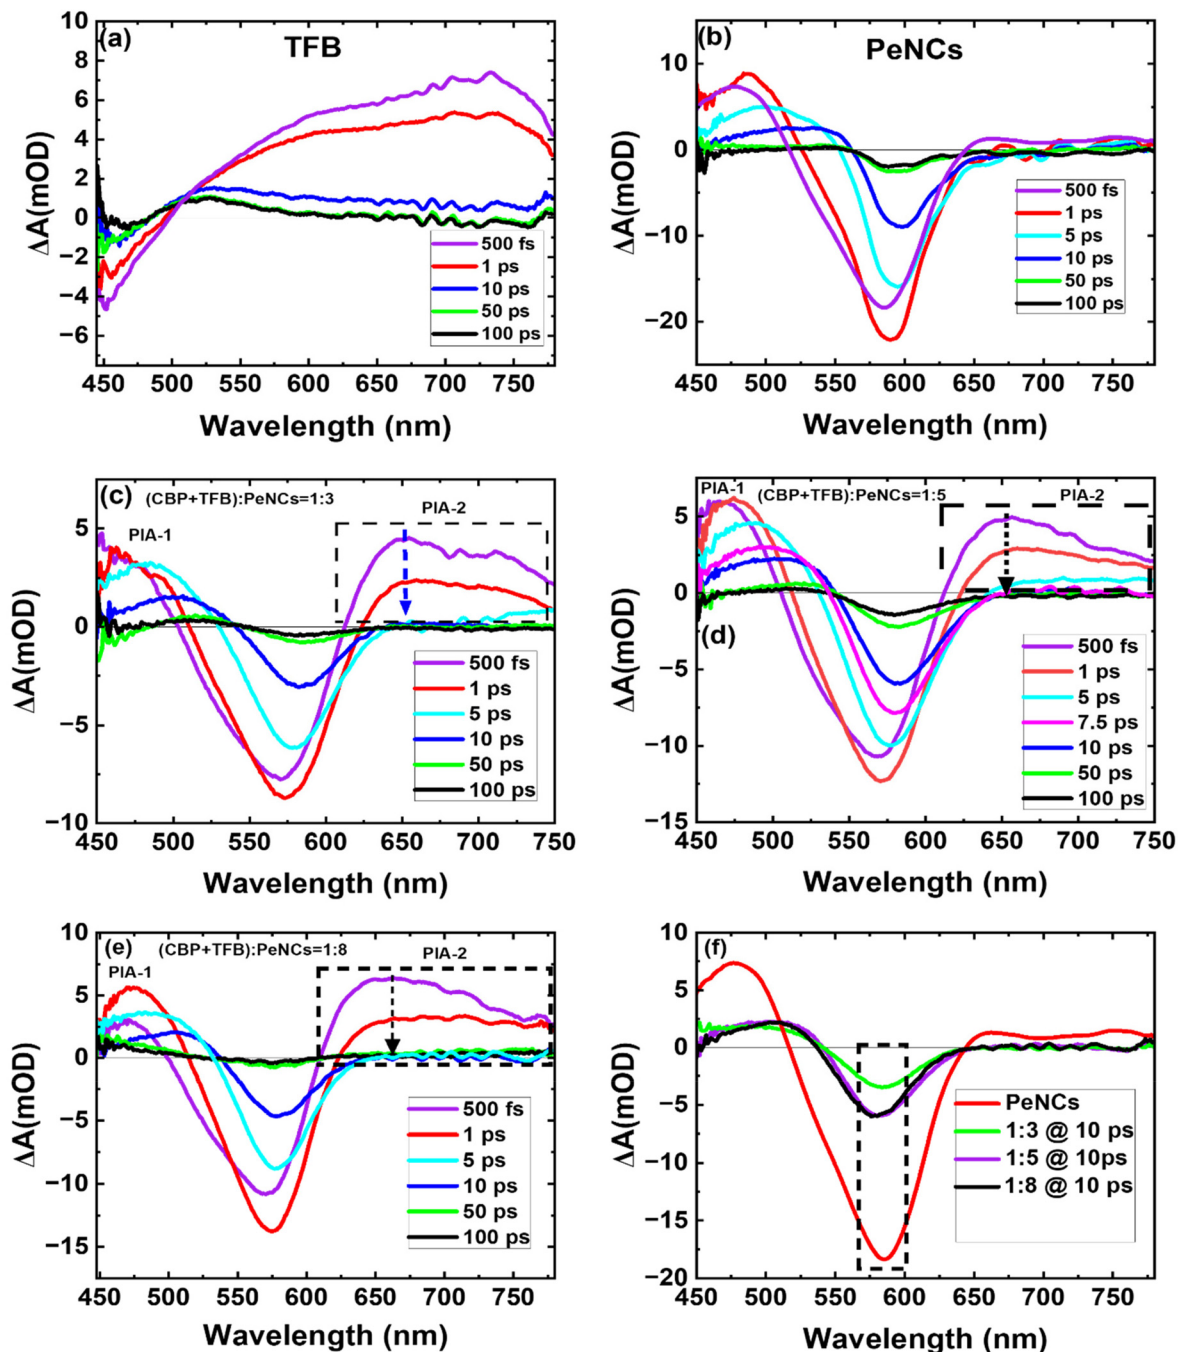 (a)
TFB
ΔA(mOD)
10
8
6
4
2
0
−2
−4
−6
500 fs
1 ps
10 ps
50 ps
100 ps
450 500 550 600 650 700 750
Wavelength (nm)
(b)
PeNCs
ΔA(mOD)
10
0
−10
−20
500 fs
1 ps
5 ps
10 ps
50 ps
100 ps
450 500 550 600 650 700 750
Wavelength (nm)
(c)
(CBP+TFB):PeNCs=1:3
PIA-1
PIA-2
ΔA(mOD)
5
0
−5
−10
500 fs
1 ps
5 ps
10 ps
50 ps
100 ps
450 500 550 600 650 700 750
Wavelength (nm)
PIA-1
(CBP+TFB):PeNCs=1:5
PIA-2
(d)
ΔA(mOD)
5
0
−5
−10
−15
500 fs
1 ps
5 ps
7.5 ps
10 ps
50 ps
100 ps
450 500 550 600 650 700 750
Wavelength (nm)
(e)
(CBP+TFB):PeNCs=1:8
PIA-1
PIA-2
ΔA(mOD)
10
5
0
−5
−10
−15
500 fs
1 ps
5 ps
10 ps
50 ps
100 ps
450 500 550 600 650 700 750
Wavelength (nm)
(f)
ΔA(mOD)
10
5
0
−5
−10
−15
−20
PeNCs
1:3 @ 10 ps
1:5 @ 10ps
1:8 @ 10 ps
450 500 550 600 650 700 750
Wavelength (nm)